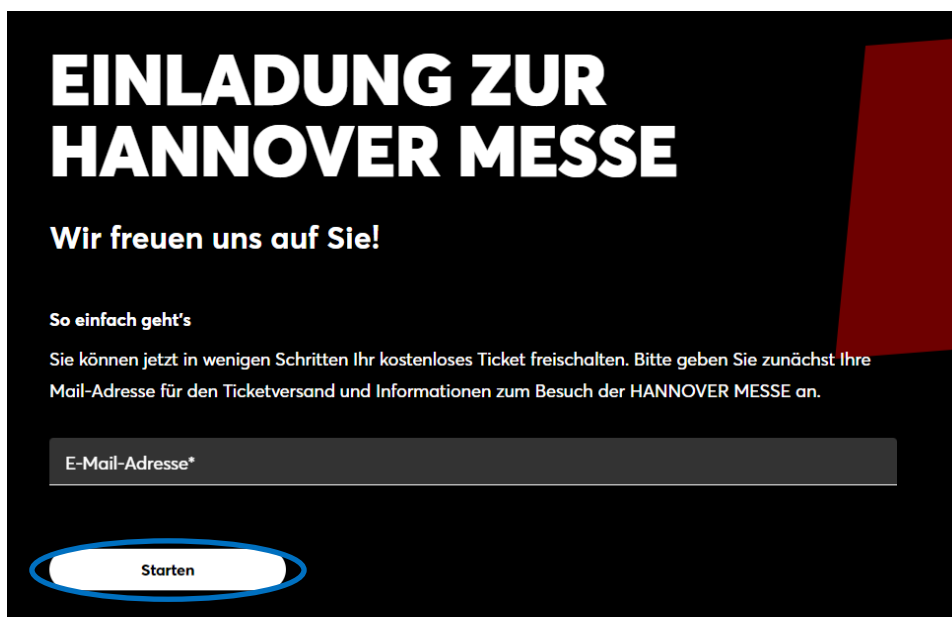 EINLADUNG ZUR
HANNOVER MESSE
Wir freuen uns auf Sie!
So einfach geht's
Sie können jetzt in wenigen Schritten Ihr kostenloses Ticket freischalten. Bitte geben Sie zunächst Ihre
Mail-Adresse für den Ticketversand und Informationen zum Besuch der HANNOVER MESSE an.
E-Mail-Adresse*
Starten